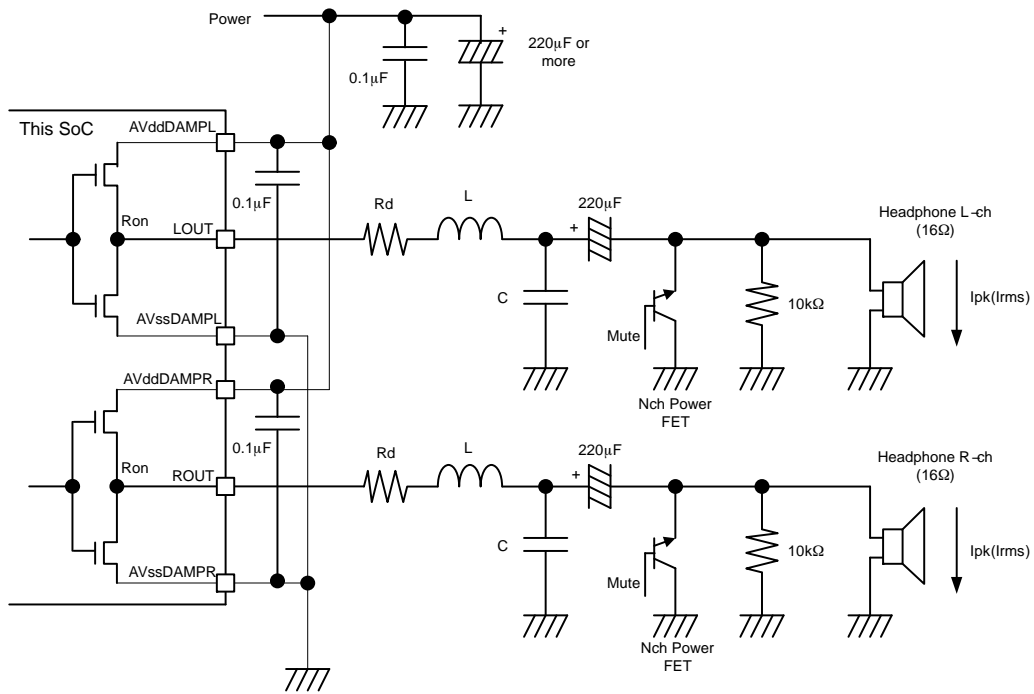 Power
+
220μF or
more
0.1μF
This SoC
AVddDAMPL
0.1μF
Ron
LOUT
Rd
L
220μF
+
Headphone L-ch
(16Ω)
C
Mute
10kΩ
Ipk(Irms)
AVssDAMPL
Nch Power
FET
AVddDAMPR
0.1μF
Ron
ROUT
Rd
L
220μF
+
Headphone R-ch
(16Ω)
C
Mute
10kΩ
Ipk(Irms)
AVssDAMPR
Nch Power
FET